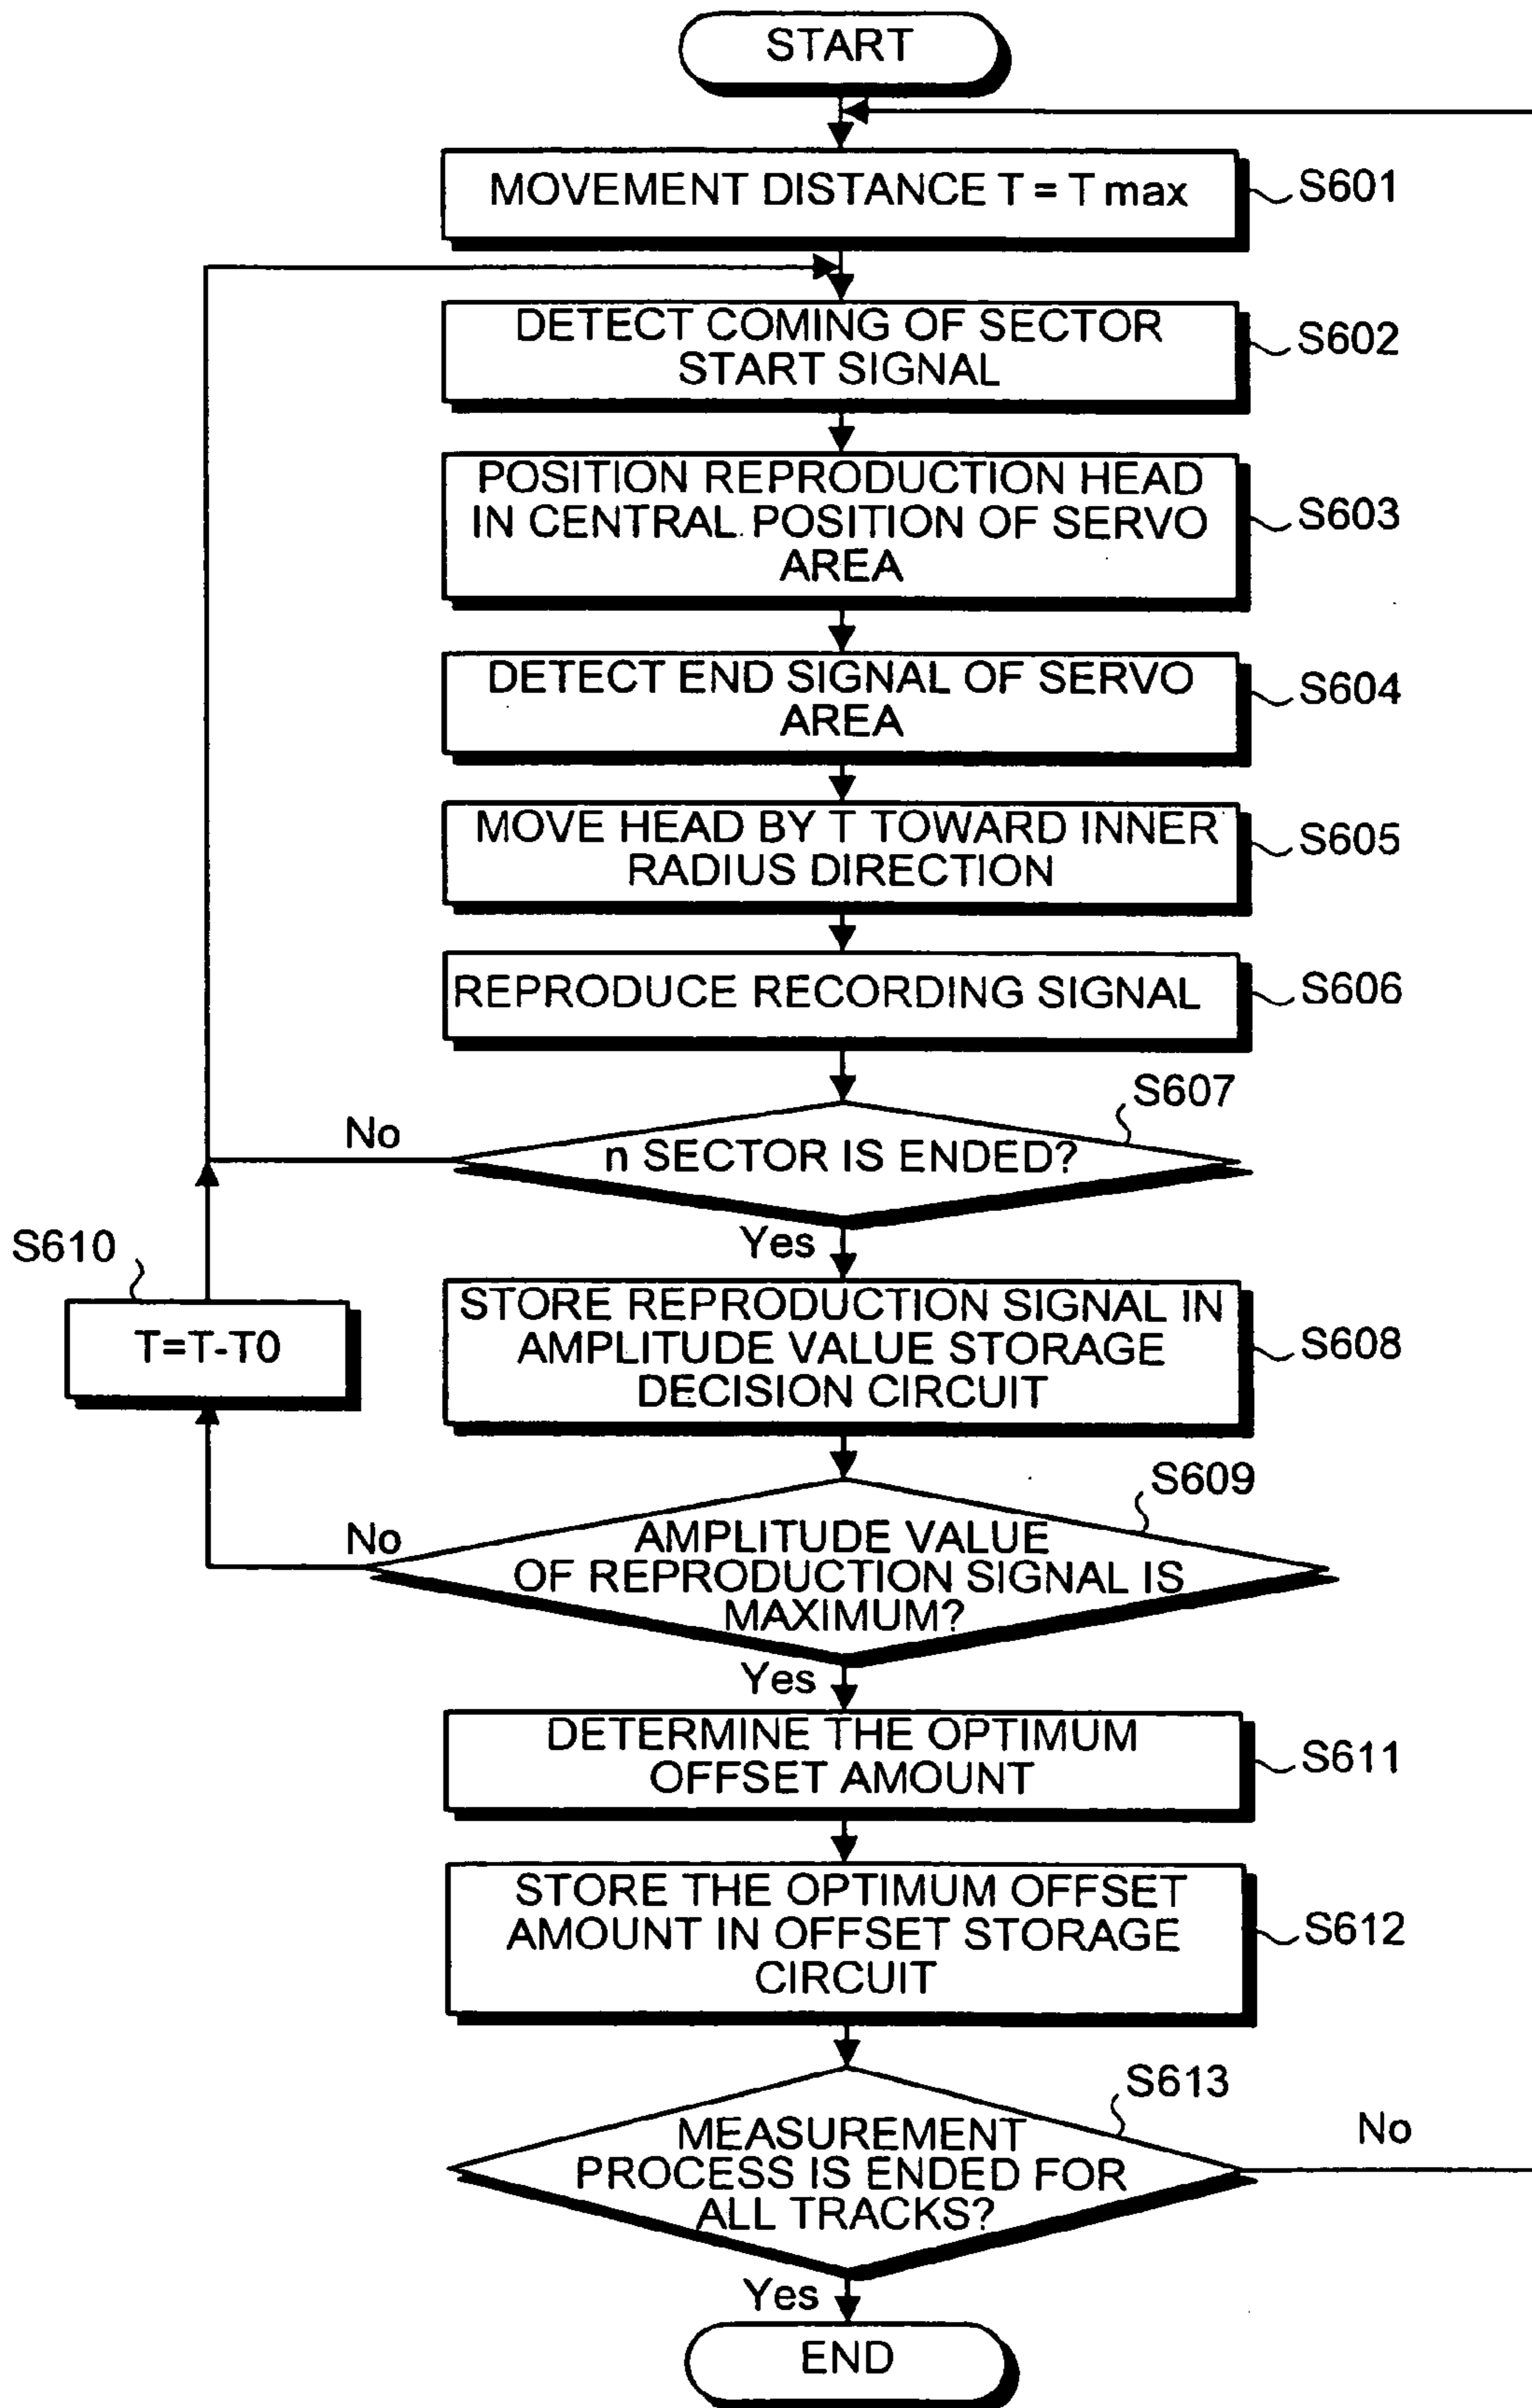 START
MOVEMENT DISTANCE T = T max
S601
DETECT COMING OF SECTOR
START SIGNAL
S602
POSITION REPRODUCTION HEAD
IN CENTRAL POSITION OF SERVO
AREA
S603
DETECT END SIGNAL OF SERVO
AREA
S604
MOVE HEAD BY T TOWARD INNER
RADIUS DIRECTION
S605
REPRODUCE RECORDING SIGNAL
S606
S607
No
n SECTOR IS ENDED?
Yes
S610
T=T-T0
STORE REPRODUCTION SIGNAL IN
AMPLITUDE VALUE STORAGE
DECISION CIRCUIT
S608
S609
No
AMPLITUDE VALUE
OF REPRODUCTION SIGNAL IS
MAXIMUM?
Yes
DETERMINE THE OPTIMUM
OFFSET AMOUNT
S611
STORE THE OPTIMUM OFFSET
AMOUNT IN OFFSET STORAGE
CIRCUIT
S612
S613
No
MEASUREMENT
PROCESS IS ENDED FOR
ALL TRACKS?
Yes
END